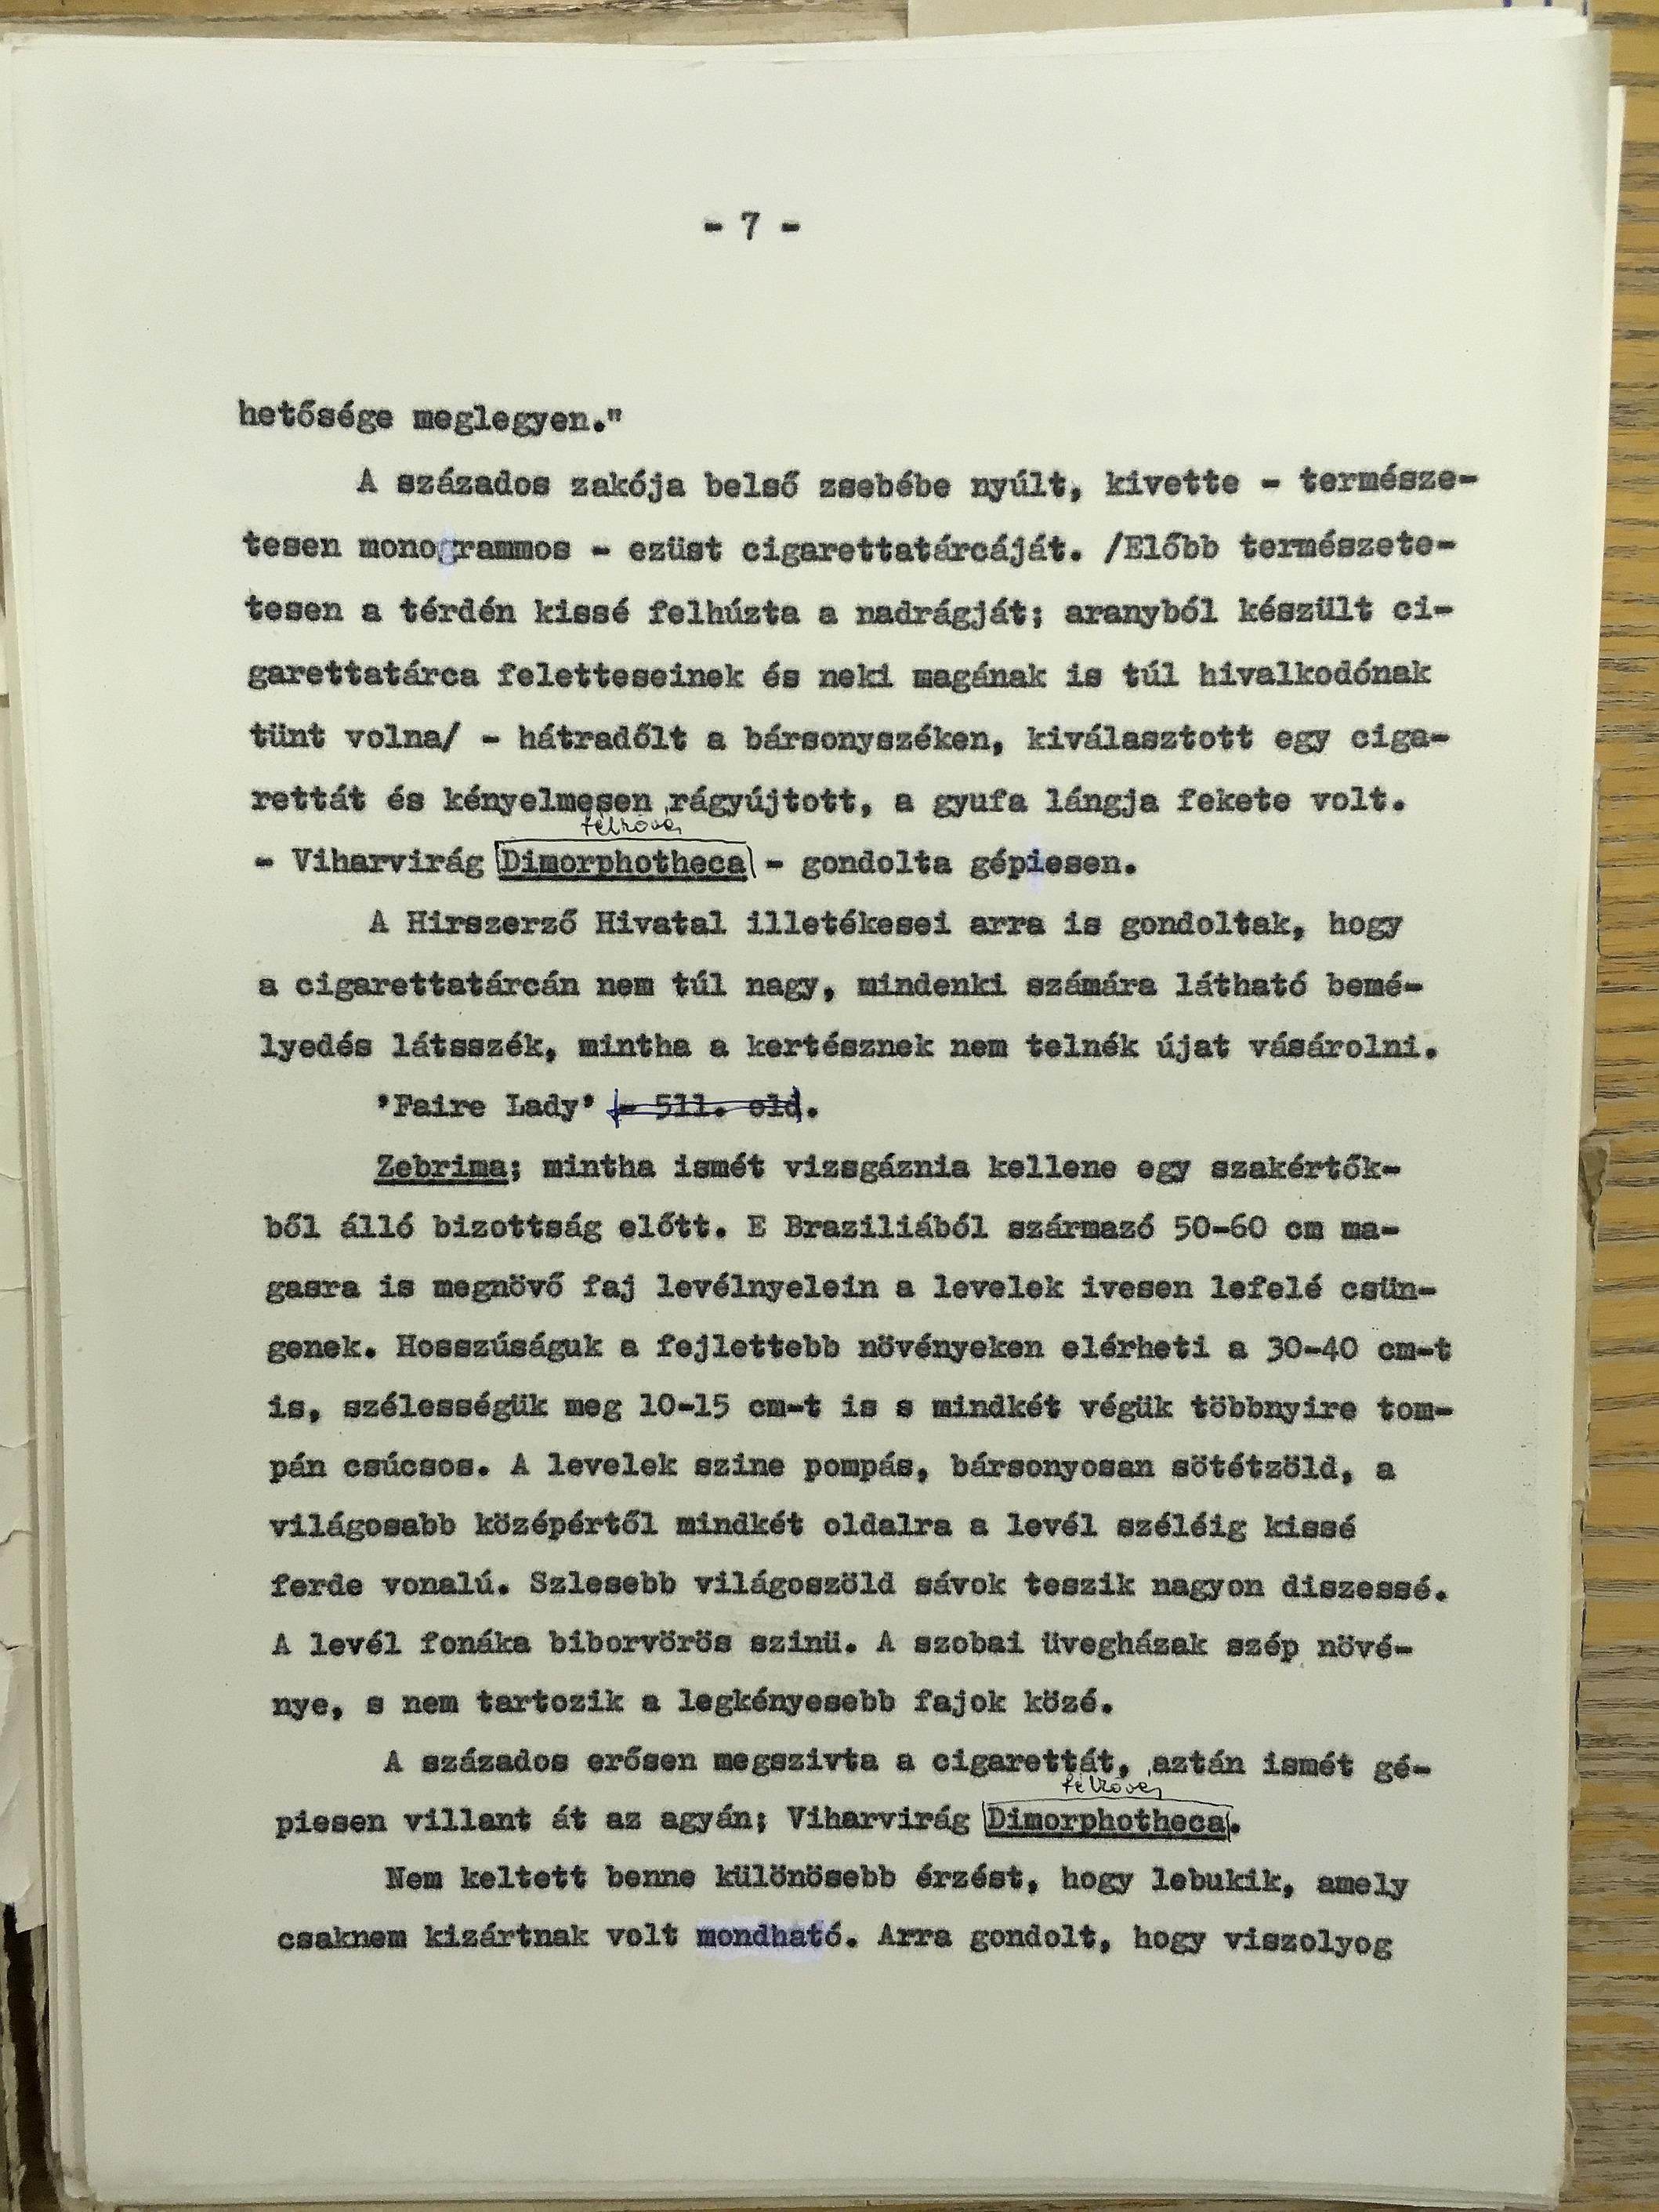 - 7 -
hetősége meglegyen."
A százados zakója belső zsebébe nyúlt, kivette - természe-
tesen monogrammos - ezüst cigarettatárcáját. /Előbb természete-
tesen a térdén kissé felhúzta a nadrágját; aranyból készült ci-
garettatárca feletteseinek és neki magának is túl hivalkodónak
tünt volna/ - hátradőlt a bársonyszéken, kiválasztott egy ciga-
rettát és kényelmesen rágyújtott, a gyufa lángja fekete volt.
félkövér
- Viharvirág Dimorphotheca - gondolta gépiesen.
A Hirszerző Hivatal illetékesei arra is gondoltak, hogy
a cigarettatárcán nem túl nagy, mindenki számára látható bemé-
lyedés látsszék, mintha a kertésznek nem telnék újat vásárolni.
'Faire Lady' - 511. old.
Zebrima; mintha ismét vizsgáznia kellene egy szakértők-
ből álló bizottság előtt. E Braziliából származó 50-60 cm ma-
gasra is megnövő faj levélnyelein a levelek ivesen lefelé csün-
genek. Hosszúságuk a fejlettebb növényeken elérheti a 30-40 cm-t
is, szélességük meg 10-15 cm-t is s mindkét végük többnyire tom-
pán csúcsos. A levelek szine pompás, bársonyosan sötétzöld, a
világosabb középértől mindkét oldalra a levél széléig kissé
ferde vonalú. Szlesebb világoszöld sávok teszik nagyon diszessé.
A levél fonáka biborvörös szinü. A szobai üvegházak szép növé-
nye, s nem tartozik a legkényesebb fajok közé.
A százados erősen megszivta a cigarettát, aztán ismét gé-
félkövér
piesen villant át az agyán; Viharvirág Dimorphotheca.
Nem keltett benne különösebb érzést, hogy lebukik, amely
csaknem kizártnak volt mondható. Arra gondolt, hogy viszolyog